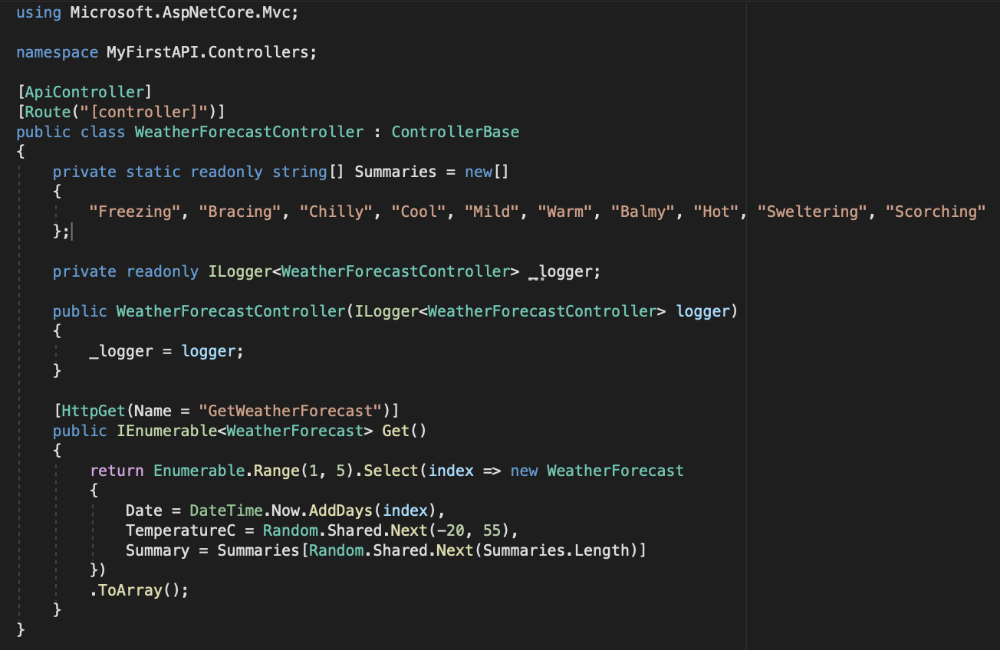 using Microsoft.AspNetCore.Mvc;
namespace MyFirstAPI.Controllers;
[ApiController]
[Route("[controller]")]
public class WeatherForecastController : ControllerBase
{
    private static readonly string[] Summaries = new[]
    {
        "Freezing", "Bracing", "Chilly", "Cool", "Mild", "Warm", "Balmy", "Hot", "Sweltering", "Scorching"
    };
    private readonly ILogger<WeatherForecastController> _logger;
    public WeatherForecastController(ILogger<WeatherForecastController> logger)
    {
        _logger = logger;
    }
    [HttpGet(Name = "GetWeatherForecast")]
    public IEnumerable<WeatherForecast> Get()
    {
        return Enumerable.Range(1, 5).Select(index => new WeatherForecast
        {
            Date = DateTime.Now.AddDays(index),
            TemperatureC = Random.Shared.Next(-20, 55),
            Summary = Summaries[Random.Shared.Next(Summaries.Length)]
        })
        .ToArray();
    }
}